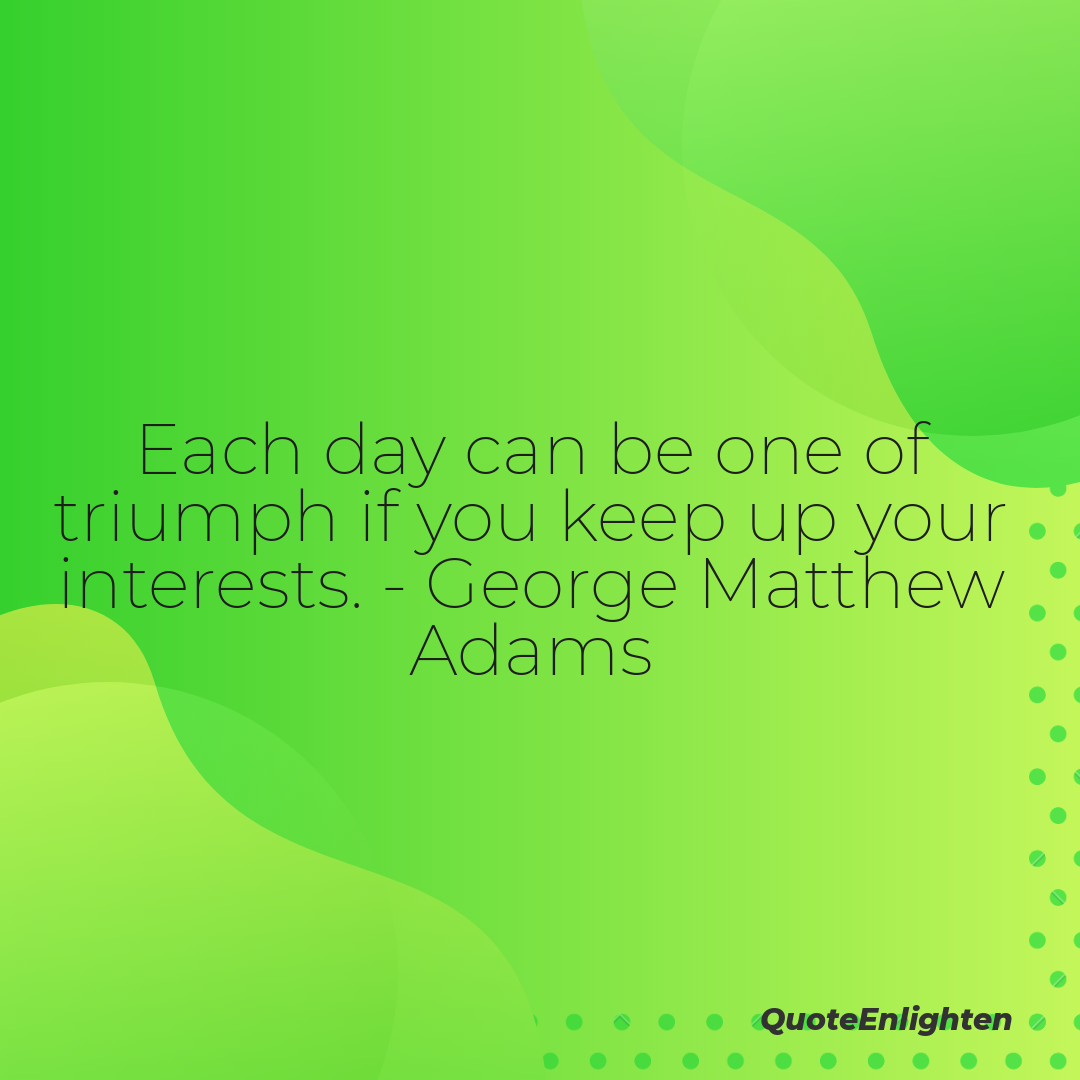 Each day can be one of
triumph if you keep up your
interests. - George Matthew
Adams
QuoteEnlighten